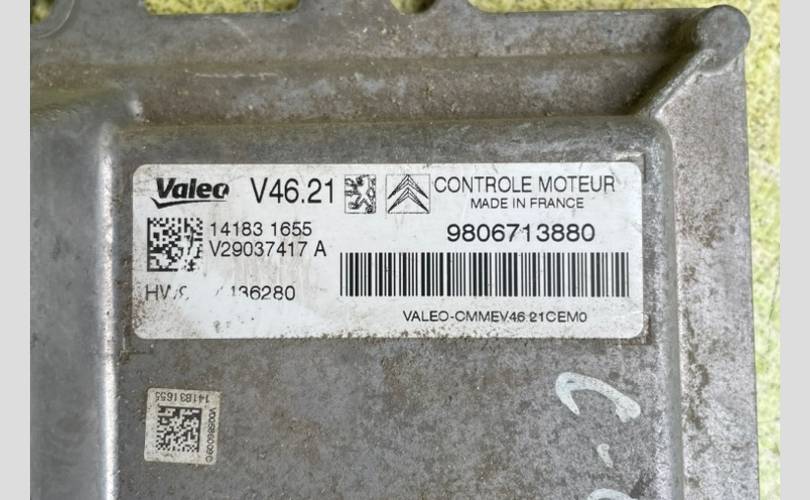 Valeo V46.21 CONTROLE MOTEUR
MADE IN FRANCE
14183 1655
V29037417 A
9806713880
136280
VALEO-CMMEV46.21CEM0
141831655
C-